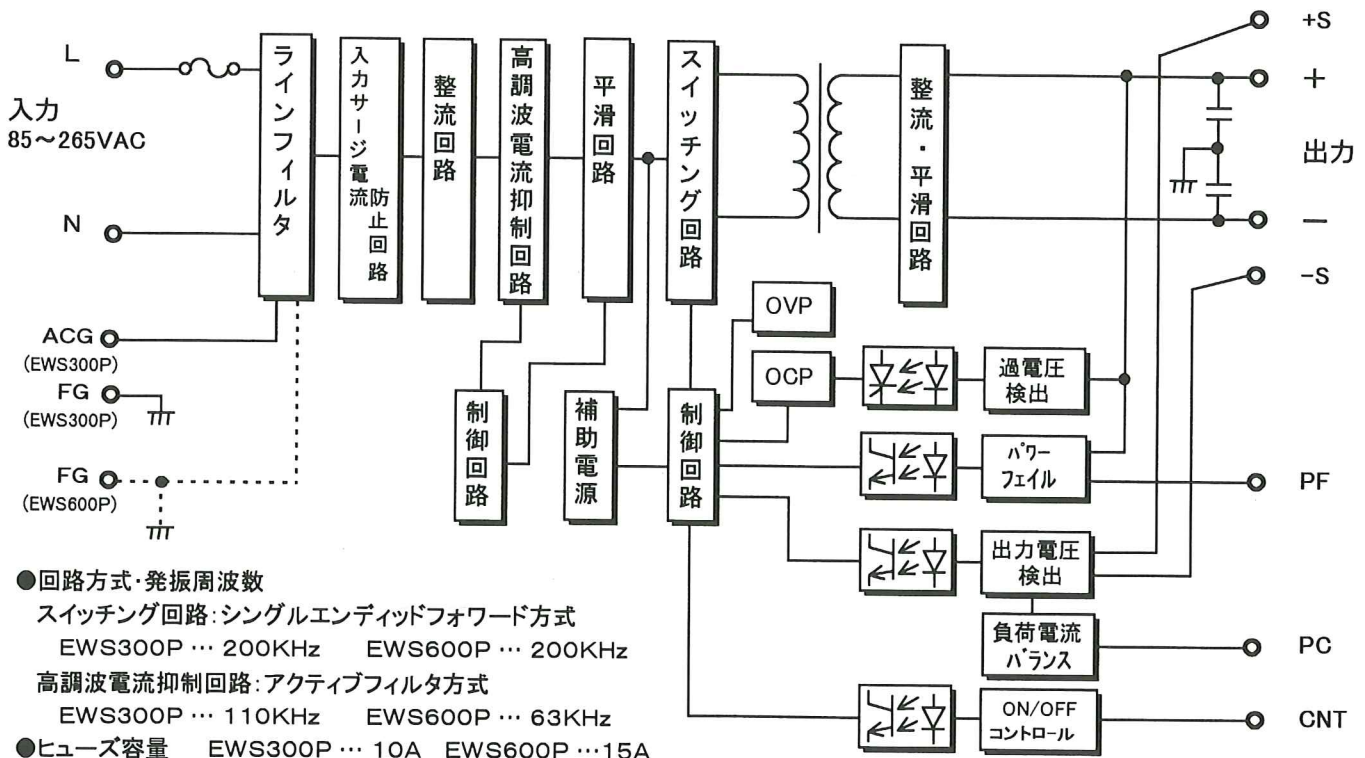 L
入力
85〜265VAC
N
ACG
(EWS300P)
FG
(EWS300P)
FG
(EWS600P)
ラインフィルタ
入力サージ電流防止回路
整流回路
高調波電流抑制回路
平滑回路
スイッチング回路
整流・平滑回路
+S
+
出力
−
-S
制御回路
補助電源
制御回路
OVP
OCP
過電圧
検出
パワー
フェイル
PF
出力電圧
検出
負荷電流
バランス
PC
ON/OFF
コントロール
CNT
●回路方式・発振周波数
スイッチング回路:シングルエンディッドフォワード方式
EWS300P … 200KHz EWS600P … 200KHz
高調波電流抑制回路:アクティブフィルタ方式
EWS300P … 110KHz EWS600P … 63KHz
●ヒューズ容量 EWS300P … 10A EWS600P …15A